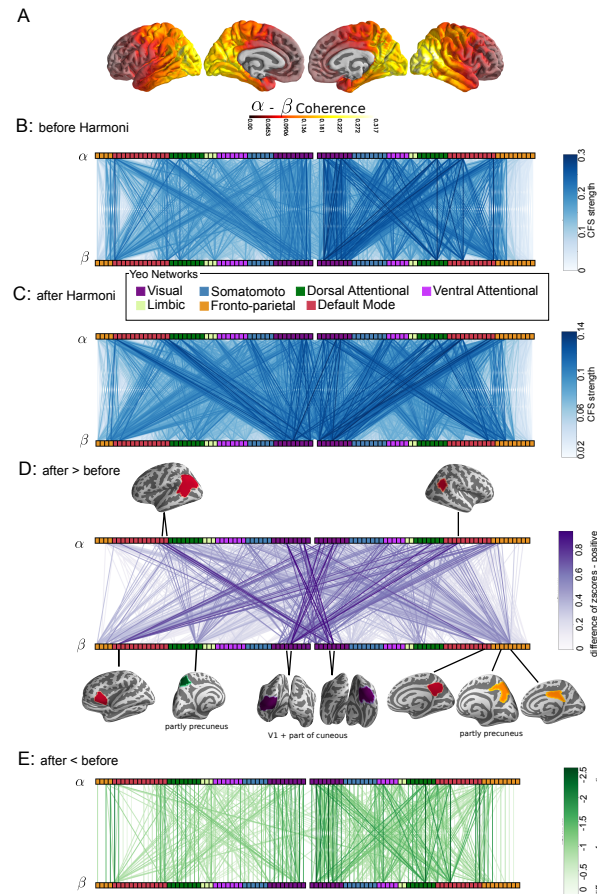 A
α - β Coherence
0.00 0.0453 0.0906 0.136 0.181 0.227 0.272 0.317
B: before Harmoni
α
β
0.3
0.2
0.1
0
CFS strength
Yeo Networks
Visual Somatomoto Dorsal Attentional Ventral Attentional
Limbic Fronto-parietal Default Mode
C: after Harmoni
α
β
0.14
0.1
0.06
0.02
CFS strength
D: after > before
α
β
0.8
0.6
0.4
0.2
0
difference of zscores - positive
partly precuneus
V1 + part of cuneous
partly precuneus
E: after < before
α
β
-2.5
-2
-1.5
-1
-0.5
0